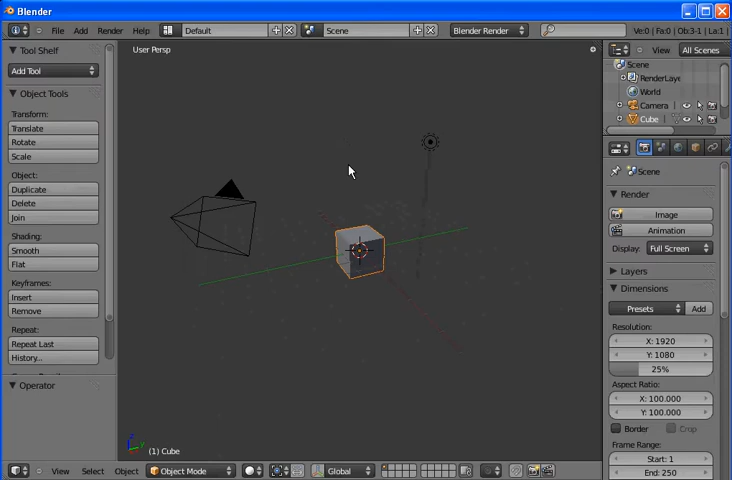 Blender
File Add Render Help Default Scene Blender Render Ve:0 | Fa:0 | Ob:3-1 | La:1 |
Tool Shelf
Add Tool
Object Tools
Transform:
Translate
Rotate
Scale
Object:
Duplicate
Delete
Join
Shading:
Smooth
Flat
Keyframes:
Insert
Remove
Repeat:
Repeat Last
History...
Operator
User Persp
(1) Cube
View Select Object Object Mode Global
View All Scenes
Scene
RenderLaye
World
Camera
Cube
Scene
Render
Image
Animation
Display: Full Screen
Layers
Dimensions
Presets Add
Resolution:
X: 1920
Y: 1080
25%
Aspect Ratio:
X: 100.000
Y: 100.000
Border Crop
Frame Range:
Start: 1
End: 250